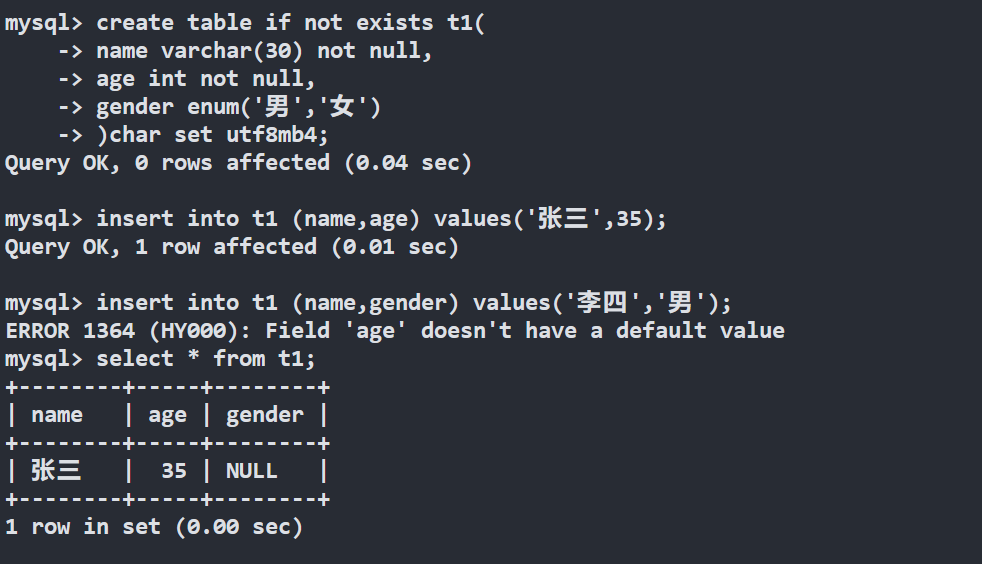 mysql> create table if not exists t1(
    -> name varchar(30) not null,
    -> age int not null,
    -> gender enum('男','女')
    -> )char set utf8mb4;
Query OK, 0 rows affected (0.04 sec)
mysql> insert into t1 (name,age) values('张三',35);
Query OK, 1 row affected (0.01 sec)
mysql> insert into t1 (name,gender) values('李四','男');
ERROR 1364 (HY000): Field 'age' doesn't have a default value
mysql> select * from t1;
+--------+-----+--------+
| name   | age | gender |
+--------+-----+--------+
| 张三   |  35 | NULL   |
+--------+-----+--------+
1 row in set (0.00 sec)